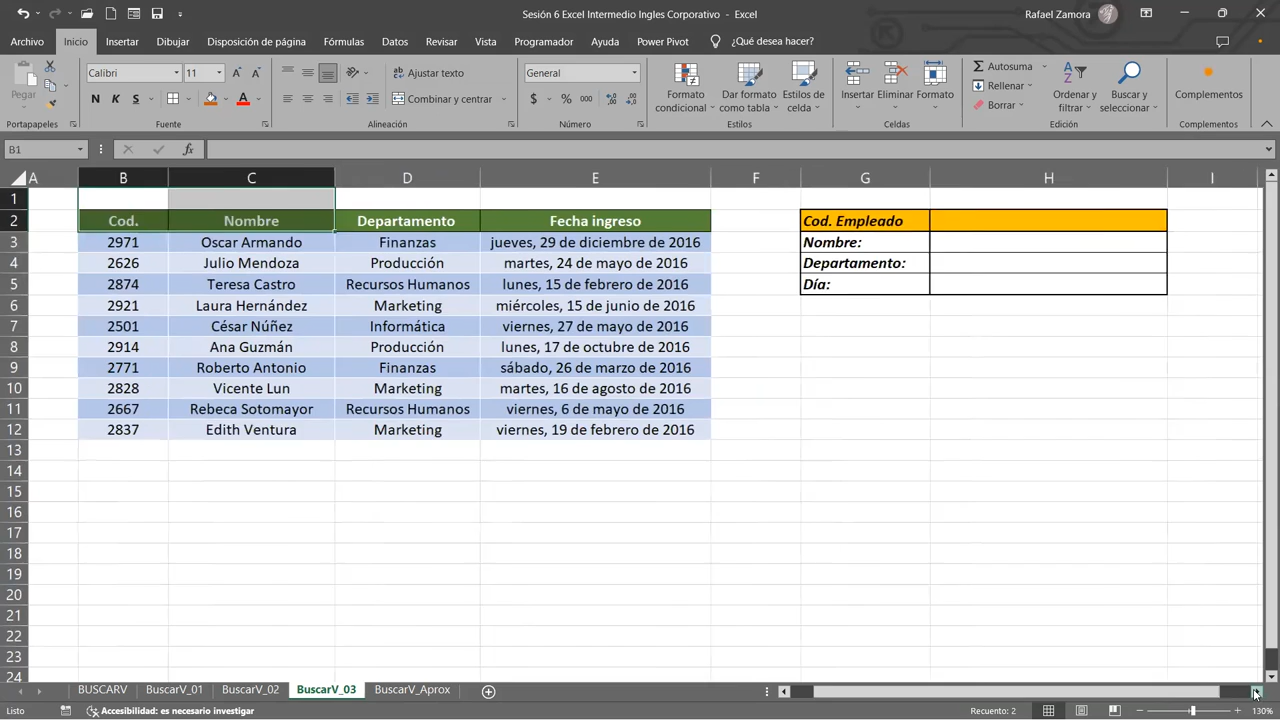 Sesión 6 Excel Intermedio Ingles Corporativo - Excel
Rafael Zamora
Archivo Inicio Insertar Dibujar Disposición de página Fórmulas Datos Revisar Vista Programador Ayuda Power Pivot ¿Qué desea hacer?
Pegar
Calibri 11
N K S
Ajustar texto
Combinar y centrar
General
$ % 000
Formato condicional
Dar formato como tabla
Estilos de celda
Insertar
Eliminar
Formato
Autosuma
Rellenar
Borrar
Ordenar y filtrar
Buscar y seleccionar
Complementos
Portapapeles Fuente Alineación Número Estilos Celdas Edición Complementos
B1 fx
A B C D E F G H I
1
2 Cod. Nombre Departamento Fecha ingreso Cod. Empleado
3 2971 Oscar Armando Finanzas jueves, 29 de diciembre de 2016 Nombre:
4 2626 Julio Mendoza Producción martes, 24 de mayo de 2016 Departamento:
5 2874 Teresa Castro Recursos Humanos lunes, 15 de febrero de 2016 Día:
6 2921 Laura Hernández Marketing miércoles, 15 de junio de 2016
7 2501 César Núñez Informática viernes, 27 de mayo de 2016
8 2914 Ana Guzmán Producción lunes, 17 de octubre de 2016
9 2771 Roberto Antonio Finanzas sábado, 26 de marzo de 2016
10 2828 Vicente Lun Marketing martes, 16 de agosto de 2016
11 2667 Rebeca Sotomayor Recursos Humanos viernes, 6 de mayo de 2016
12 2837 Edith Ventura Marketing viernes, 19 de febrero de 2016
13
14
15
16
17
18
19
20
21
22
23
24
BUSCARV BuscarV_01 BuscarV_02 BuscarV_03 BuscarV_Aprox
Listo Accesibilidad: es necesario investigar Recuento: 2 130%